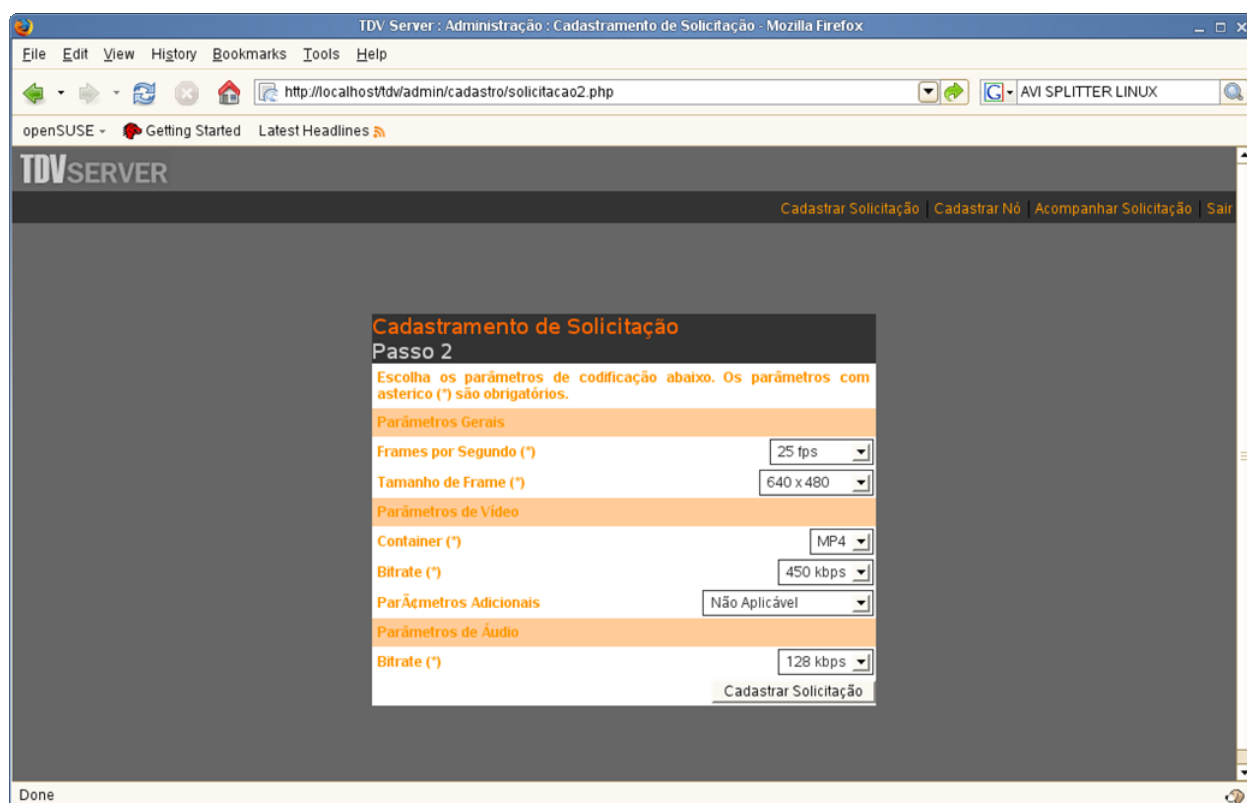 TDV Server : Administração : Cadastramento de Solicitação - Mozilla Firefox
File Edit View History Bookmarks Tools Help
http://localhost/tdv/admin/cadastro/solicitacao2.php
G AVI SPLITTER LINUX
openSUSE Getting Started Latest Headlines
TDVSERVER
Cadastrar Solicitação | Cadastrar Nó | Acompanhar Solicitação | Sair
Cadastramento de Solicitação
Passo 2
Escolha os parâmetros de codificação abaixo. Os parâmetros com
asterico (*) são obrigatórios.
Parâmetros Gerais
Frames por Segundo (*) 25 fps
Tamanho de Frame (*) 640 x 480
Parâmetros de Vídeo
Container (*) MP4
Bitrate (*) 450 kbps
ParÃ¢metros Adicionais Não Aplicável
Parâmetros de Áudio
Bitrate (*) 128 kbps
Cadastrar Solicitação
Done